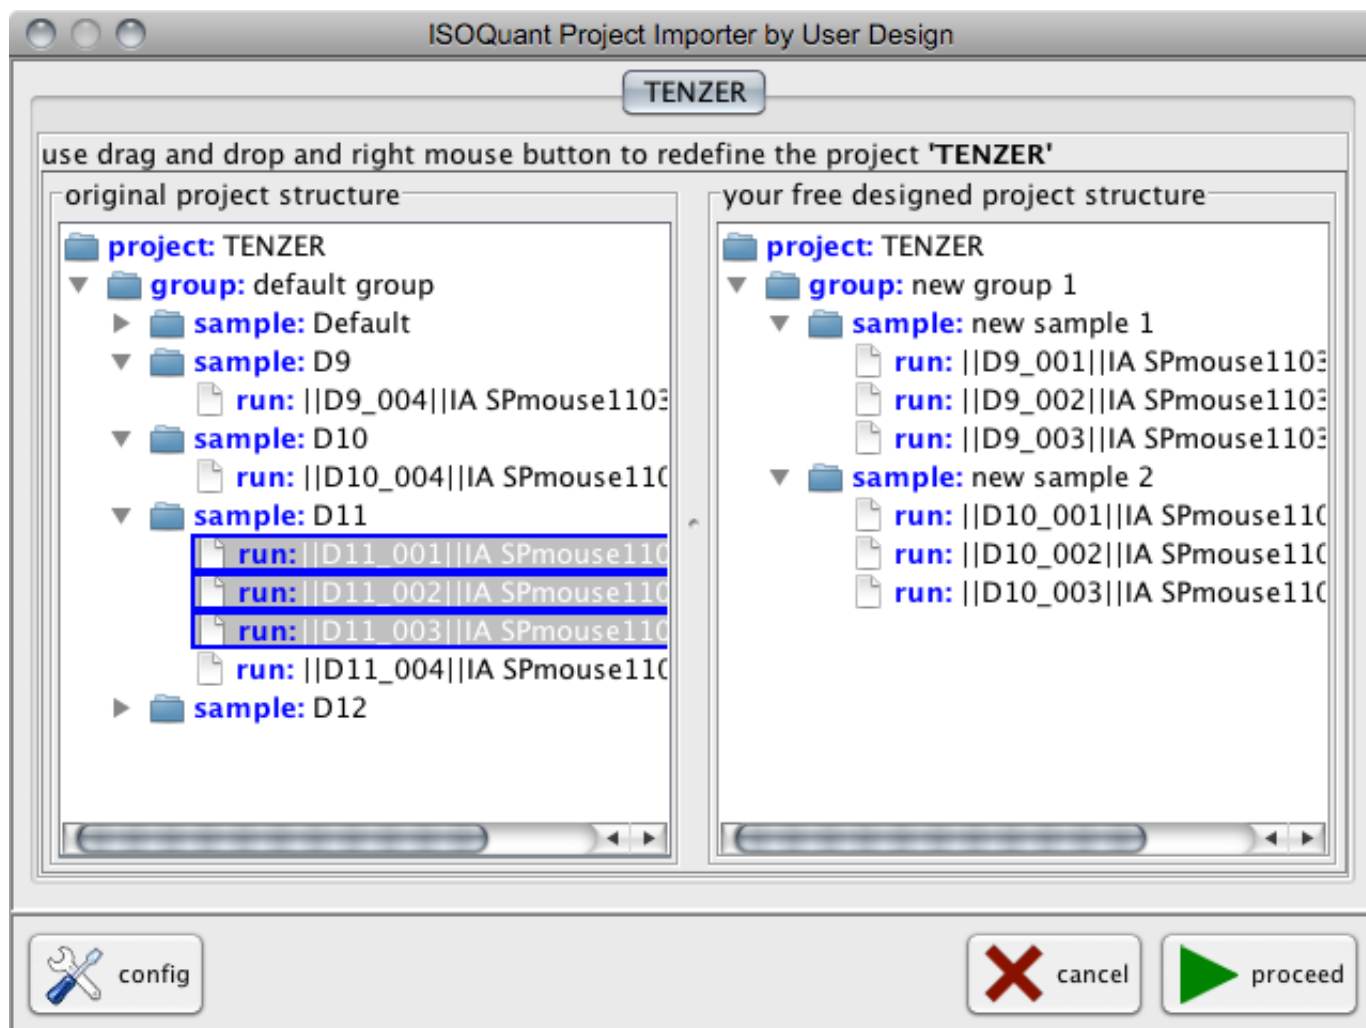 ISOQuant Project Importer by User Design
TENZER
use drag and drop and right mouse button to redefine the project 'TENZER'
original project structure
project: TENZER
group: default group
sample: Default
sample: D9
run: ||D9_004||IA SPmouse1103
sample: D10
run: ||D10_004||IA SPmouse110
sample: D11
run: ||D11_001||IA SPmouse110
run: ||D11_002||IA SPmouse110
run: ||D11_003||IA SPmouse110
run: ||D11_004||IA SPmouse110
sample: D12
your free designed project structure
project: TENZER
group: new group 1
sample: new sample 1
run: ||D9_001||IA SPmouse1103
run: ||D9_002||IA SPmouse1103
run: ||D9_003||IA SPmouse1103
sample: new sample 2
run: ||D10_001||IA SPmouse110
run: ||D10_002||IA SPmouse110
run: ||D10_003||IA SPmouse110
config
cancel
proceed